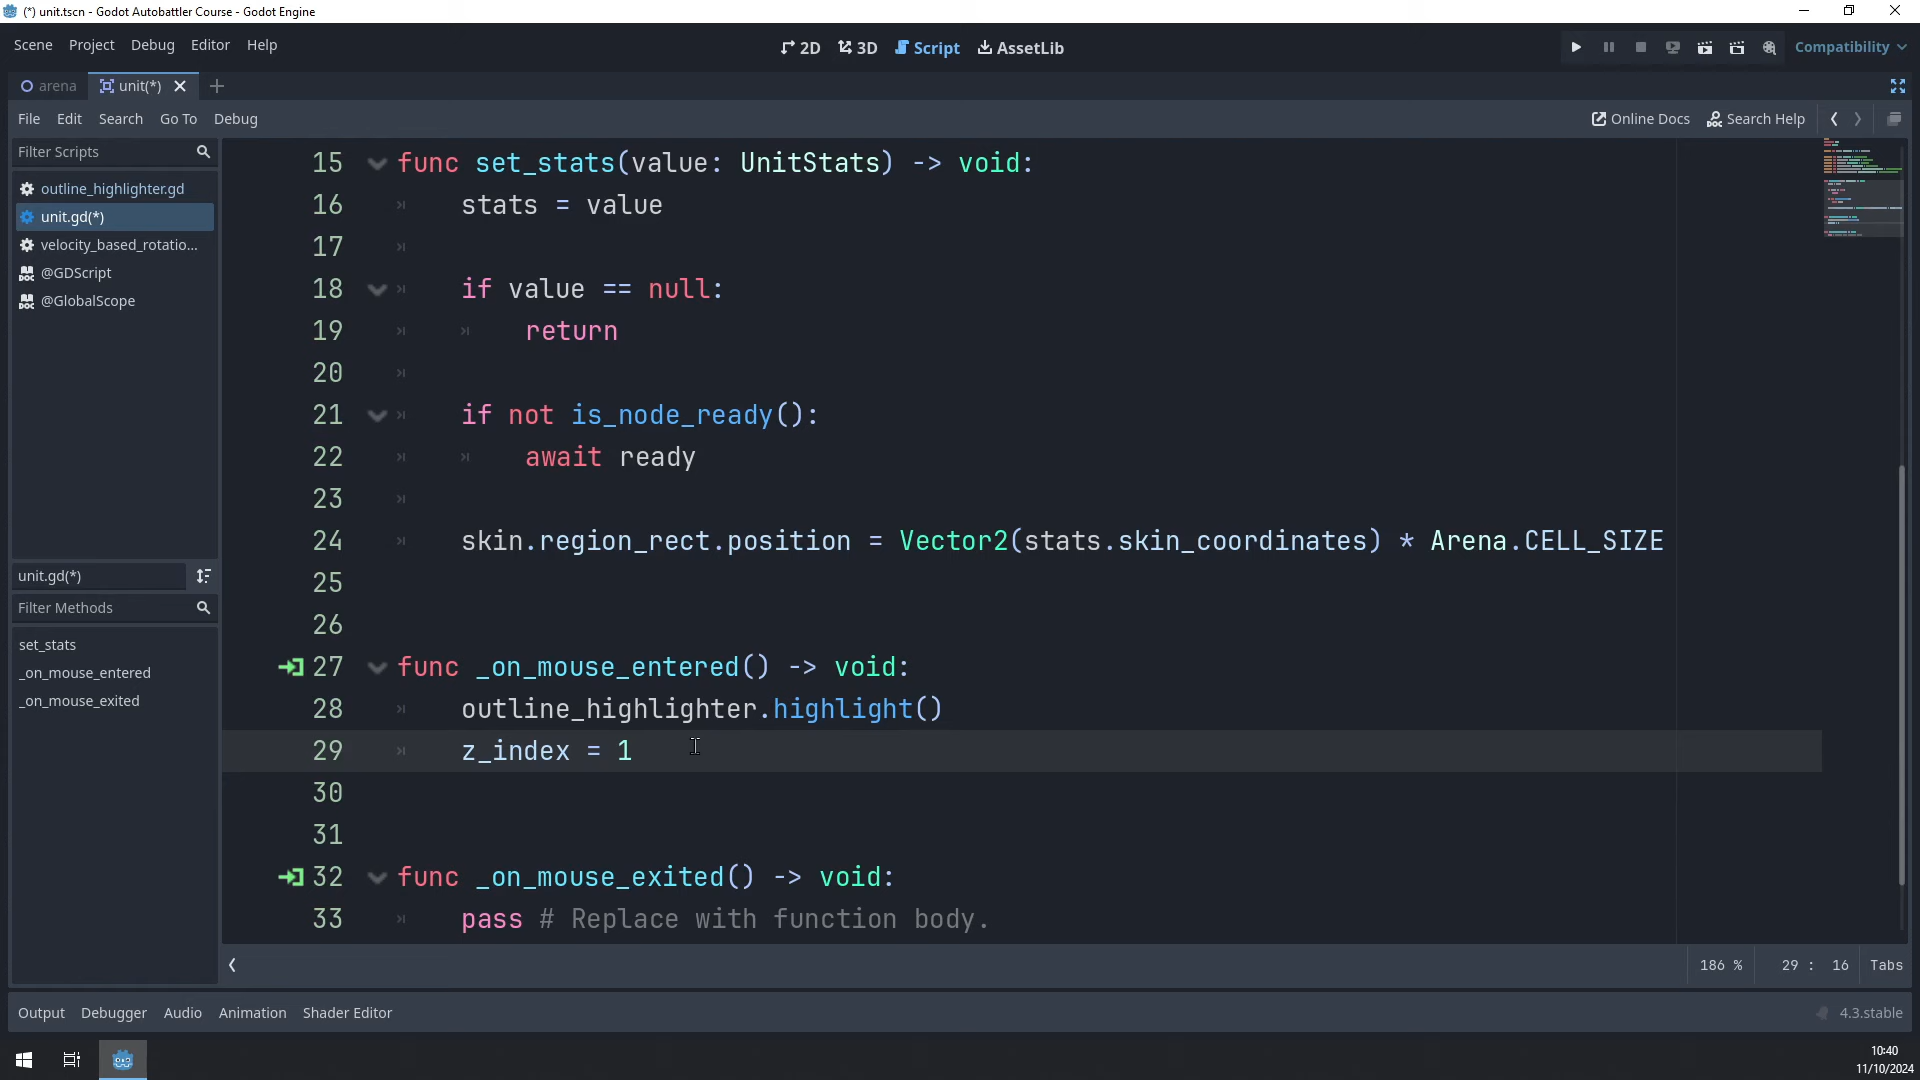 (*) unit.tscn - Godot Autobattler Course - Godot Engine
Scene Project Debug Editor Help
2D 3D Script AssetLib
Compatibility
arena unit(*)
File Edit Search Go To Debug
Online Docs Search Help
Filter Scripts
outline_highlighter.gd
unit.gd(*)
velocity_based_rotatio...
@GDScript
@GlobalScope
unit.gd(*)
Filter Methods
set_stats
_on_mouse_entered
_on_mouse_exited
15 func set_stats(value: UnitStats) -> void:
16 stats = value
17
18 if value == null:
19 return
20
21 if not is_node_ready():
22 await ready
23
24 skin.region_rect.position = Vector2(stats.skin_coordinates) * Arena.CELL_SIZE
25
26
27 func _on_mouse_entered() -> void:
28 outline_highlighter.highlight()
29 z_index = 1
30
31
32 func _on_mouse_exited() -> void:
33 pass # Replace with function body.
186 % 29 : 16 Tabs
Output Debugger Audio Animation Shader Editor
4.3.stable
10:40
11/10/2024